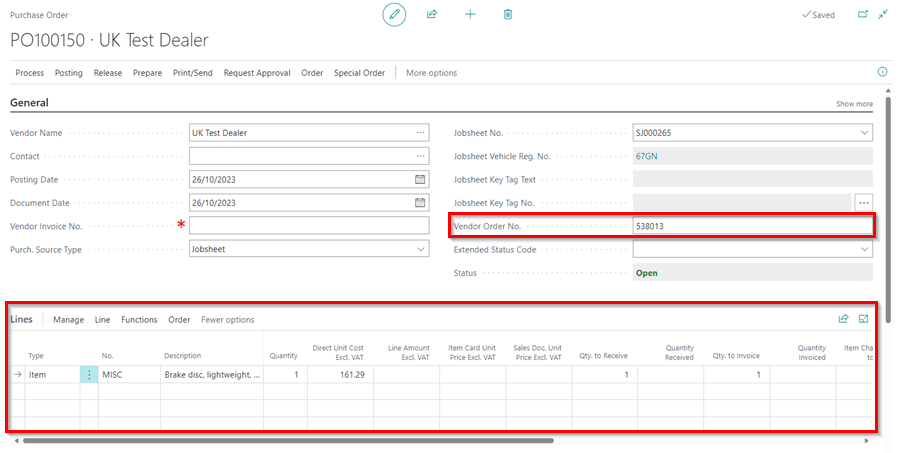 Purchase Order
Saved
PO100150 · UK Test Dealer
Process Posting Release Prepare Print/Send Request Approval Order Special Order More options
General
Show more
Vendor Name UK Test Dealer
Contact
Posting Date 26/10/2023
Document Date 26/10/2023
Vendor Invoice No. *
Purch. Source Type Jobsheet
Jobsheet No. SJ000265
Jobsheet Vehicle Reg. No. 67GN
Jobsheet Key Tag Text
Jobsheet Key Tag No.
Vendor Order No. 538013
Extended Status Code
Status Open
Lines Manage Line Functions Order Fewer options
Type No. Description Quantity Direct Unit Cost Excl. VAT Line Amount Excl. VAT Item Card Unit Price Excl. VAT Sales Doc. Unit Price Excl. VAT Qty. to Receive Quantity Received Qty. to Invoice Quantity Invoiced Item Cha to
Item MISC Brake disc, lightweight, ... 1 161.29 1 1